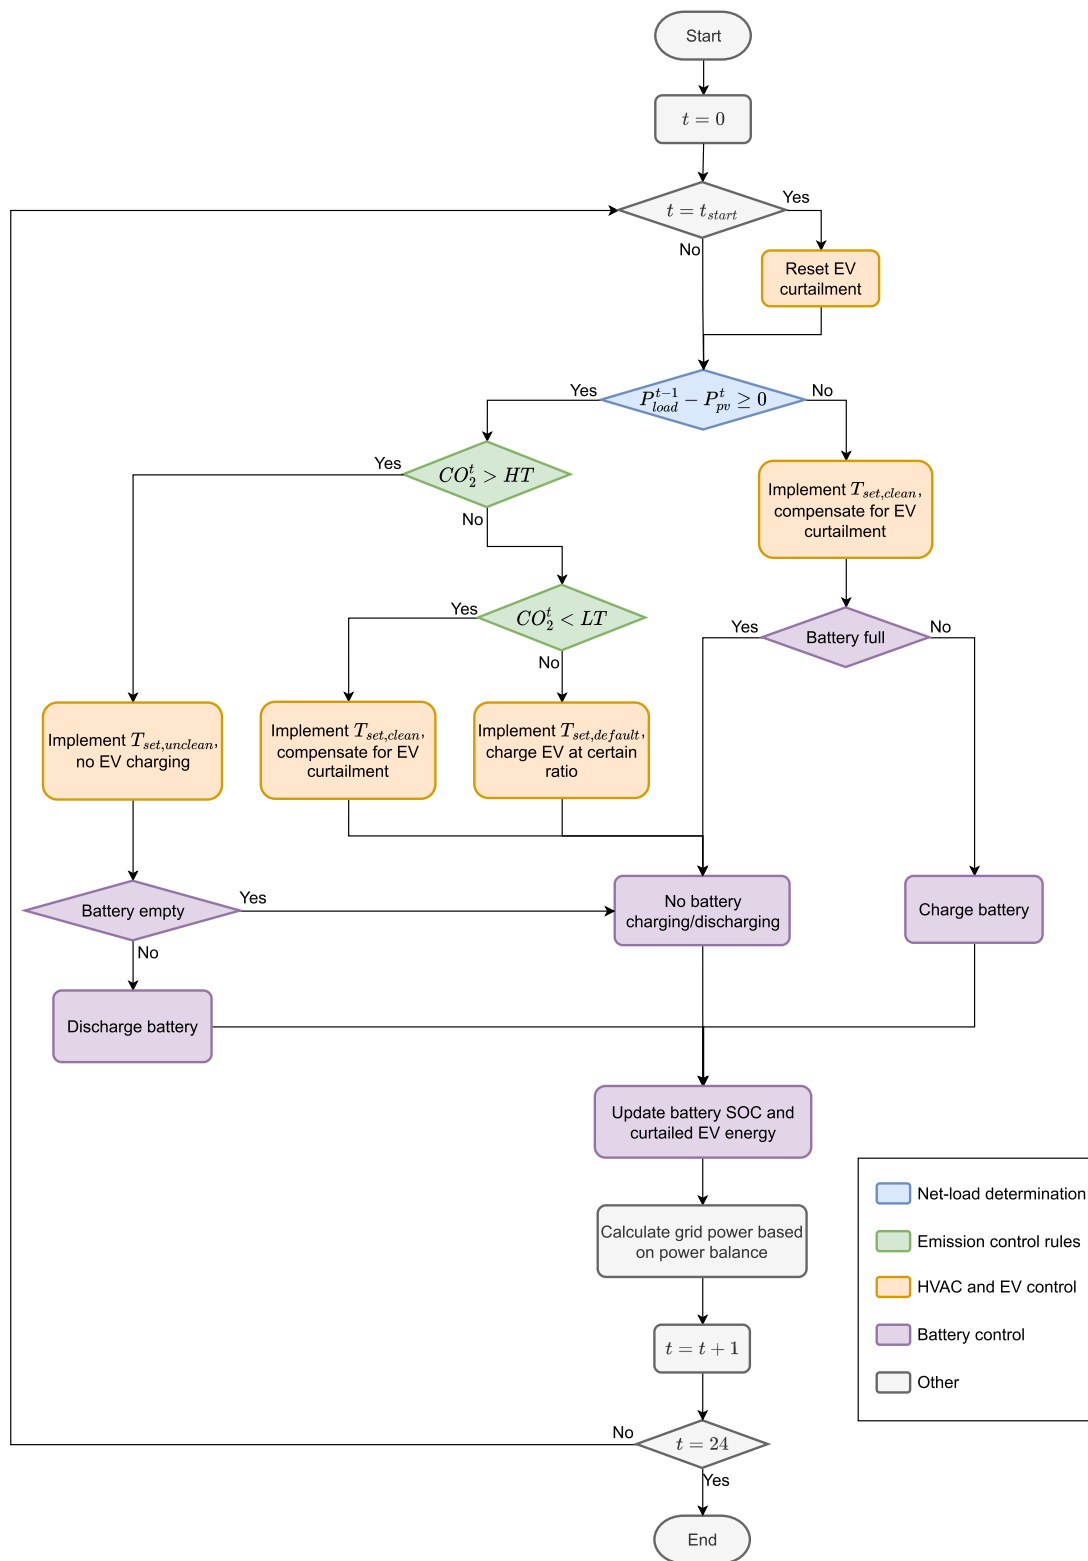 Start
t = 0
t = t_start
Yes
No
Reset EV
curtailment
Yes
P_load^{t-1} − P_pv^t ≥ 0
No
Yes
CO_2^t > HT
No
Implement T_set,clean,
compensate for EV
curtailment
Yes
CO_2^t < LT
No
Yes
Battery full
No
Implement T_set,unclean,
no EV charging
Implement T_set,clean,
compensate for EV
curtailment
Implement T_set,default,
charge EV at certain
ratio
Battery empty
Yes
No
No battery
charging/discharging
Charge battery
Discharge battery
Update battery SOC and
curtailed EV energy
Calculate grid power based
on power balance
t = t + 1
No
t = 24
Yes
End
Net-load determination
Emission control rules
HVAC and EV control
Battery control
Other